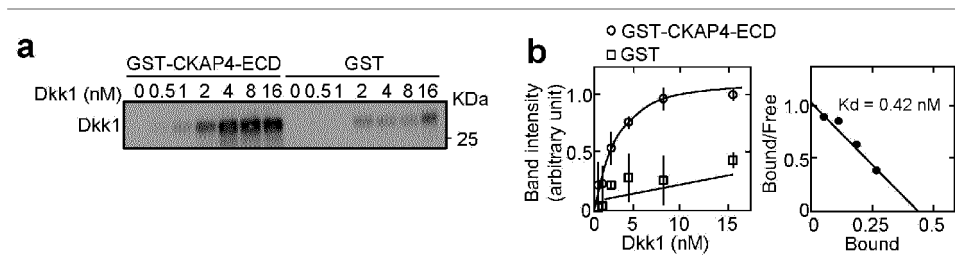 a
GST-CKAP4-ECD GST
Dkk1 (nM) 0 0.5 1 2 4 8 16 0 0.5 1 2 4 8 16 KDa
Dkk1
25
b
GST-CKAP4-ECD
GST
Band intensity
(arbitrary unit)
1.0
0.5
0
0 5 10 15
Dkk1 (nM)
Bound/Free
1.0
0.5
0
Kd = 0.42 nM
0 0.25 0.5
Bound